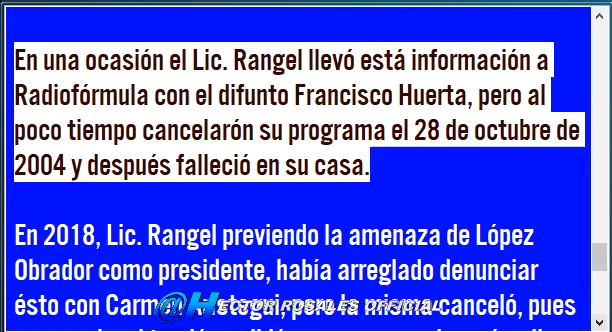 En una ocasión el Lic. Rangel llevó está información a
Radiofórmula con el difunto Francisco Huerta, pero al
poco tiempo cancelarón su programa el 28 de octubre de
2004 y después falleció en su casa.
En 2018, Lic. Rangel previendo la amenaza de López
Obrador como presidente, había arreglado denunciar
ésto con Carmen pero la misma canceló, pues
@H